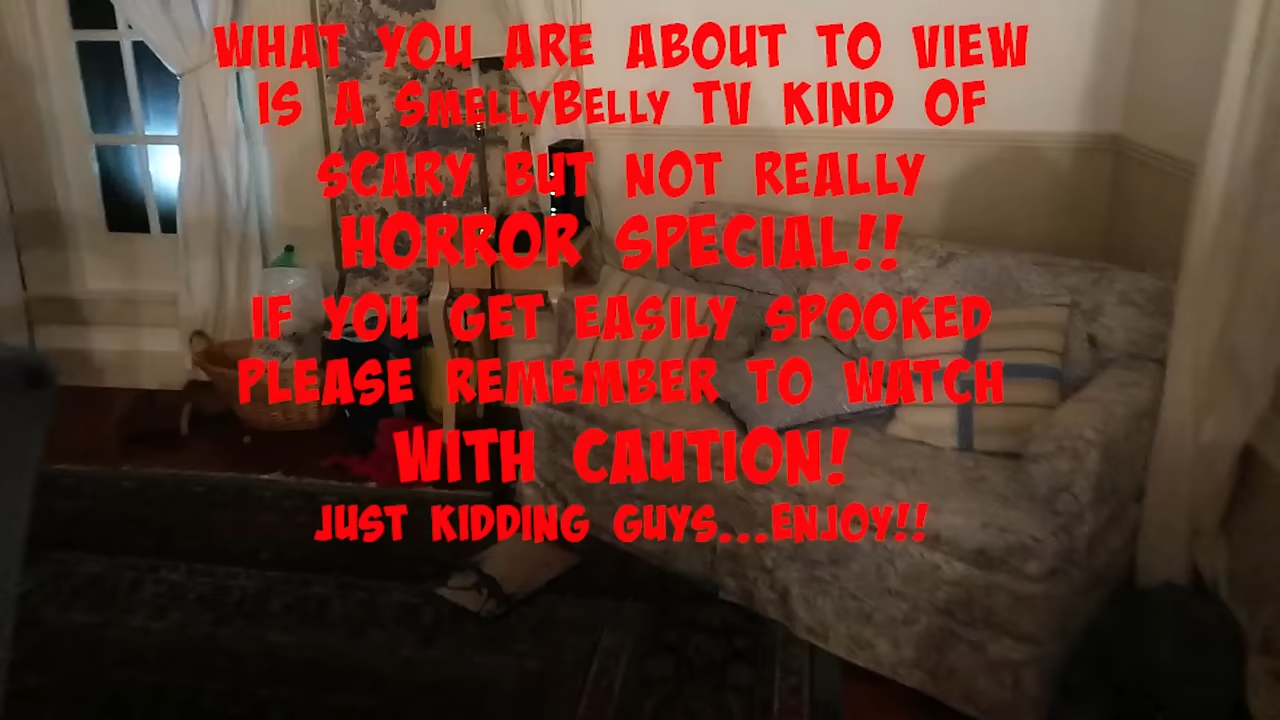 WHAT YOU ARE ABOUT TO VIEW
IS A SMELLYBELLY TV KIND OF
SCARY BUT NOT REALLY
HORROR SPECIAL!!
IF YOU GET EASILY SPOOKED
PLEASE REMEMBER TO WATCH
WITH CAUTION!
JUST KIDDING GUYS...ENJOY!!